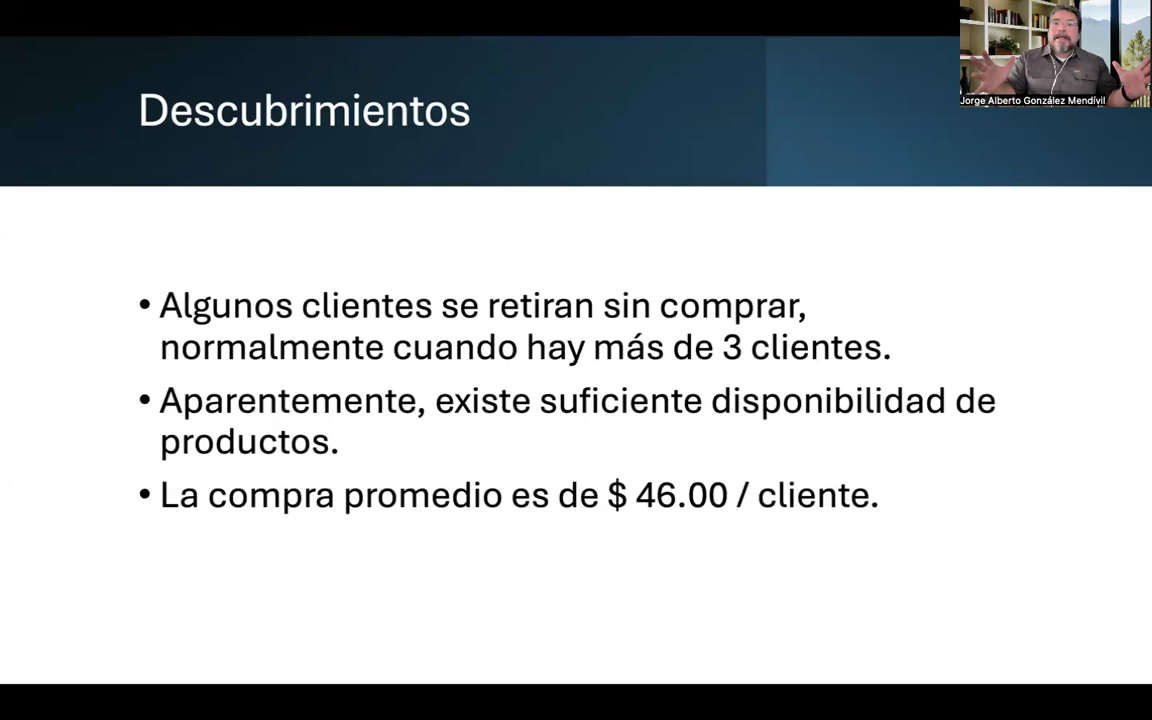 Descubrimientos
Jorge Alberto González Mendívil
• Algunos clientes se retiran sin comprar,
normalmente cuando hay más de 3 clientes.
• Aparentemente, existe suficiente disponibilidad de
productos.
• La compra promedio es de $ 46.00 / cliente.